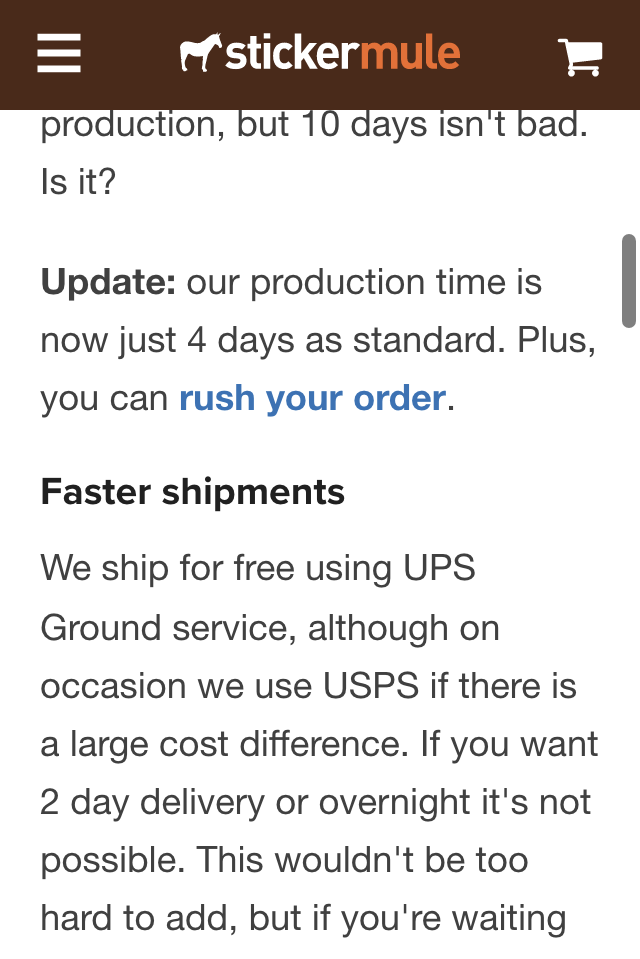 stickermule
production, but 10 days isn't bad.
Is it?
Update: our production time is
now just 4 days as standard. Plus,
you can rush your order.
Faster shipments
We ship for free using UPS
Ground service, although on
occasion we use USPS if there is
a large cost difference. If you want
2 day delivery or overnight it's not
possible. This wouldn't be too
hard to add, but if you're waiting